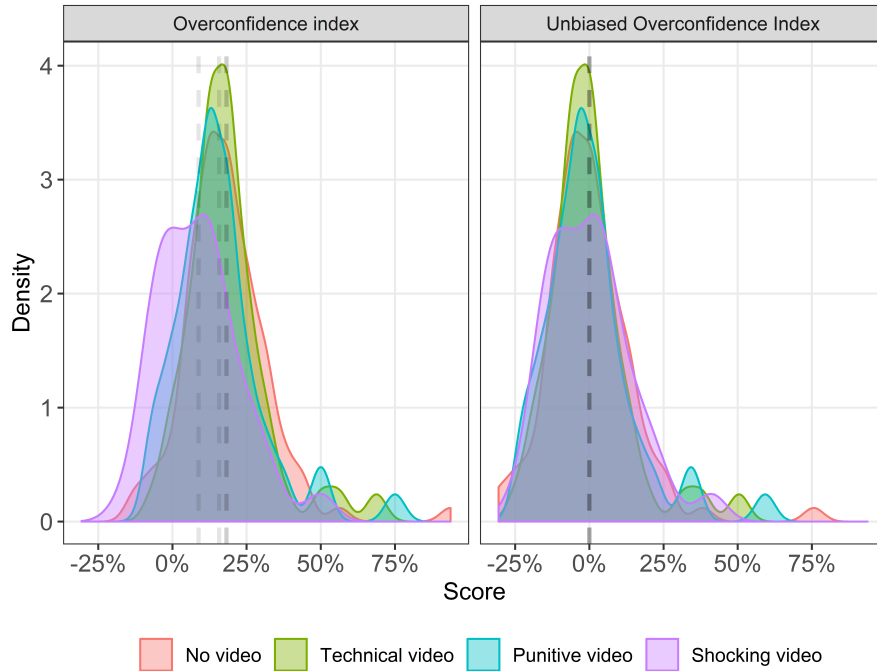 Overconfidence index
Unbiased Overconfidence Index
Density
4
3
2
1
0
-25% 0% 25% 50% 75%
-25% 0% 25% 50% 75%
Score
No video Technical video Punitive video Shocking video